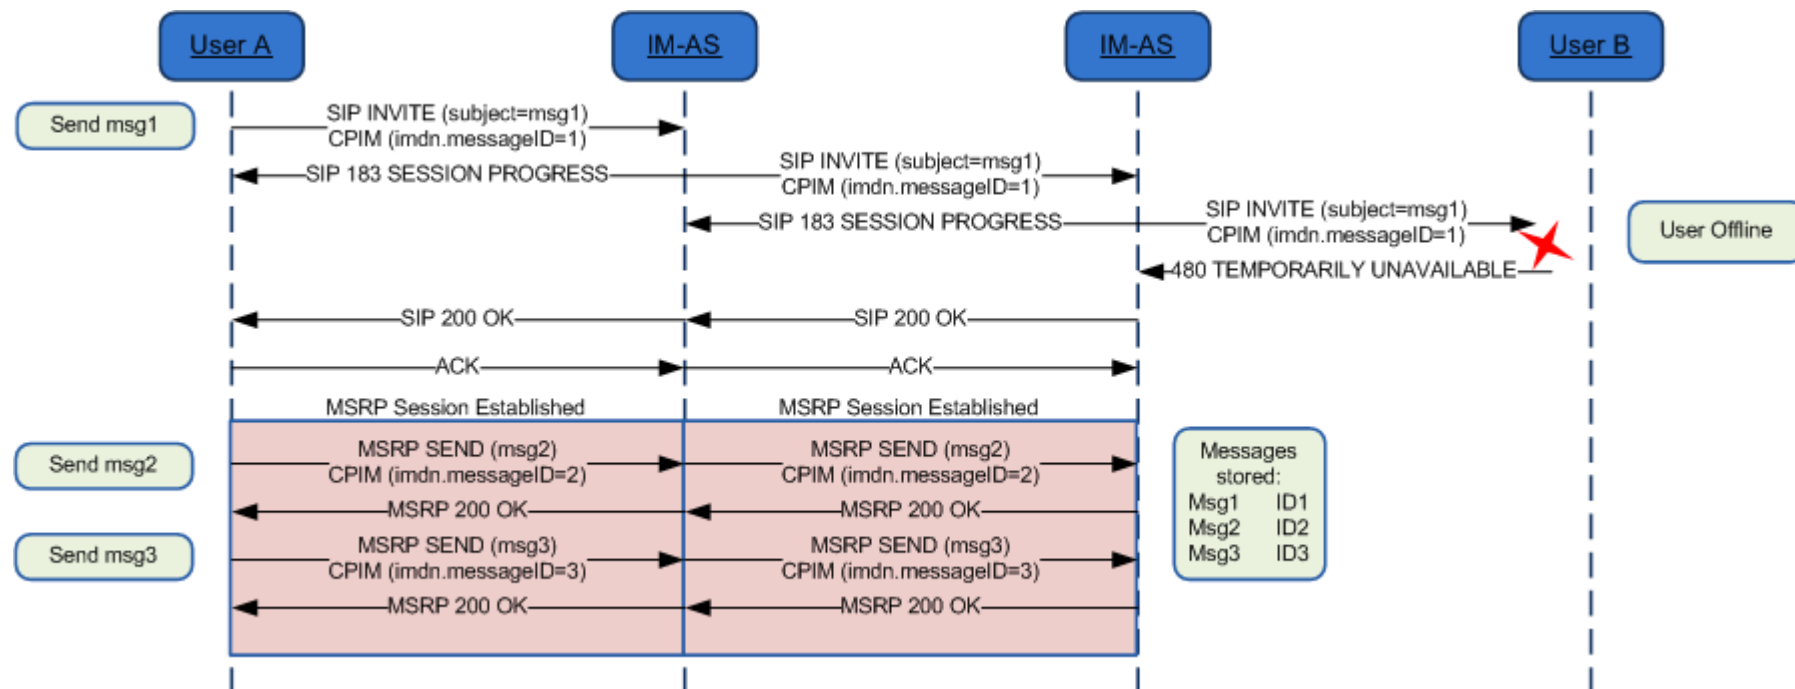 User A
IM-AS
IM-AS
User B
Send msg1
SIP INVITE (subject=msg1)
CPIM (imdn.messageID=1)
SIP 183 SESSION PROGRESS
SIP INVITE (subject=msg1)
CPIM (imdn.messageID=1)
SIP 183 SESSION PROGRESS
SIP INVITE (subject=msg1)
CPIM (imdn.messageID=1)
User Offline
480 TEMPORARILY UNAVAILABLE
SIP 200 OK
SIP 200 OK
ACK
ACK
MSRP Session Established
MSRP Session Established
Send msg2
MSRP SEND (msg2)
CPIM (imdn.messageID=2)
MSRP SEND (msg2)
CPIM (imdn.messageID=2)
MSRP 200 OK
MSRP 200 OK
Send msg3
MSRP SEND (msg3)
CPIM (imdn.messageID=3)
MSRP SEND (msg3)
CPIM (imdn.messageID=3)
MSRP 200 OK
MSRP 200 OK
Messages
stored:
Msg1 ID1
Msg2 ID2
Msg3 ID3